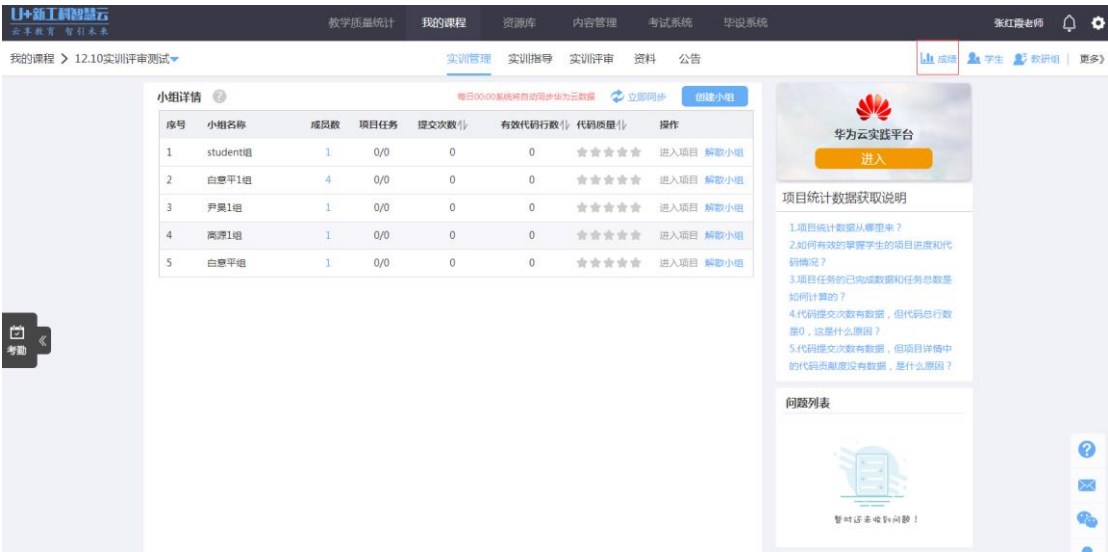 U+新工科智慧云
云享教育 智引未来
教学质量统计 我的课程 资源库 内容管理 考试系统 毕设系统
张红霞老师
我的课程 > 12.10实训评审测试
实训管理 实训指导 实训评审 资料 公告
成绩 学生 教研组 | 更多》
小组详情 ? 每日00:00系统将自动同步华为云数据 立即同步 创建小组
序号 小组名称 成员数 项目任务 提交次数 有效代码行数 代码质量 操作
1 student组 1 0/0 0 0 进入项目 解散小组
2 白意平1组 4 0/0 0 0 进入项目 解散小组
3 尹昊1组 1 0/0 0 0 进入项目 解散小组
4 高源1组 1 0/0 0 0 进入项目 解散小组
5 白意平组 1 0/0 0 0 进入项目 解散小组
考勤 《
HUAWEI
华为云实践平台
进入
项目统计数据获取说明
1.项目统计数据从哪里来？
2.如何有效的掌握学生的项目进度和代
码情况？
3.项目任务的已完成数据和任务总数是
如何计算的？
4.代码提交次数有数据，但代码总行数
是0，这是什么原因？
5.代码提交次数有数据，但项目详情中
的代码贡献度没有数据，是什么原因？
问题列表
暂时还未收到问题！